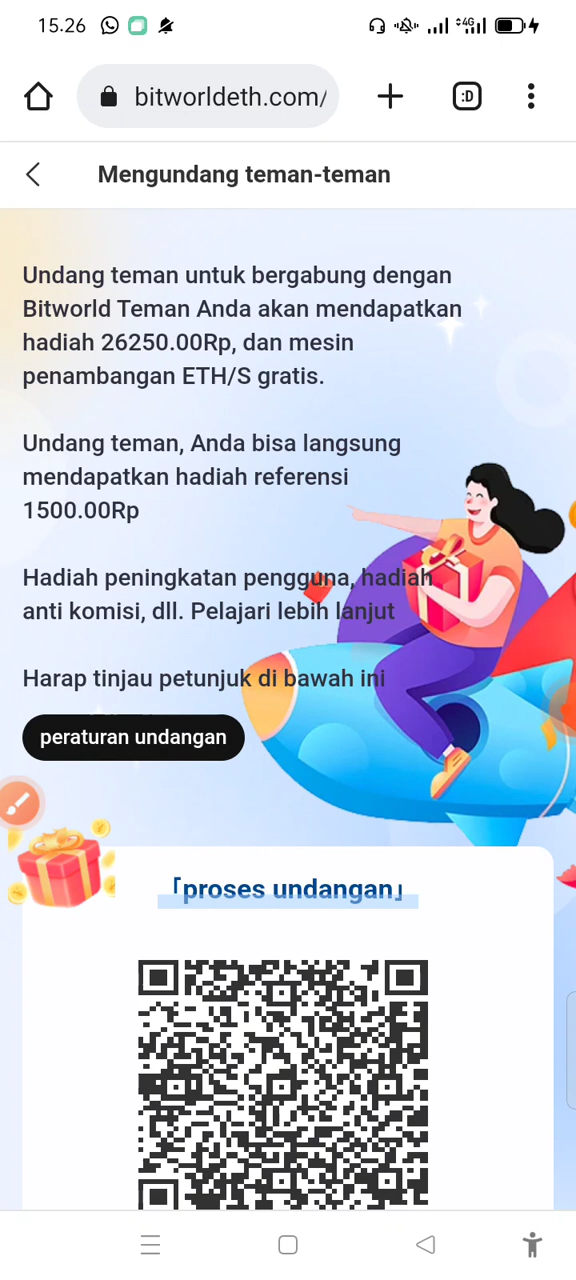 15.26
4G
bitworldeth.com/
:D
Mengundang teman-teman
Undang teman untuk bergabung dengan
Bitworld Teman Anda akan mendapatkan
hadiah 26250.00Rp, dan mesin
penambangan ETH/S gratis.
Undang teman, Anda bisa langsung
mendapatkan hadiah referensi
1500.00Rp
Hadiah peningkatan pengguna, hadiah
anti komisi, dll. Pelajari lebih lanjut
Harap tinjau petunjuk di bawah ini
peraturan undangan
「proses undangan」